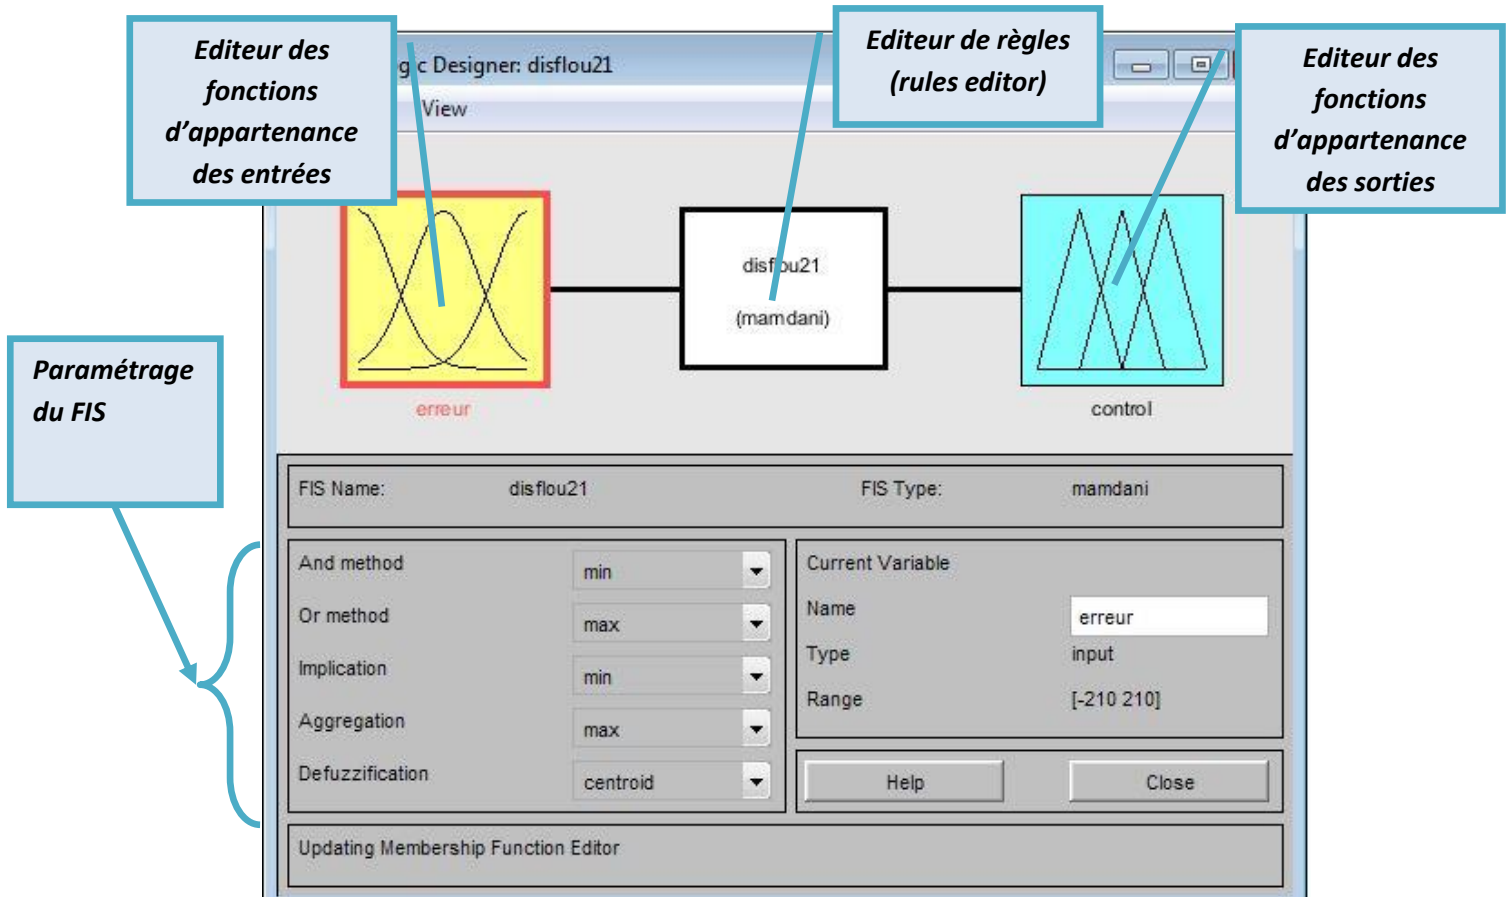 Editeur des
fonctions
d'appartenance
des entrées
gic Designer: disflou21
View
Editeur de règles
(rules editor)
Editeur des
fonctions
d'appartenance
des sorties
Paramétrage
du FIS
disflou21
(mamdani)
erreur
control
FIS Name: disflou21 FIS Type: mamdani
And method min
Or method max
Implication min
Aggregation max
Defuzzification centroid
Current Variable
Name erreur
Type input
Range [-210 210]
Help Close
Updating Membership Function Editor